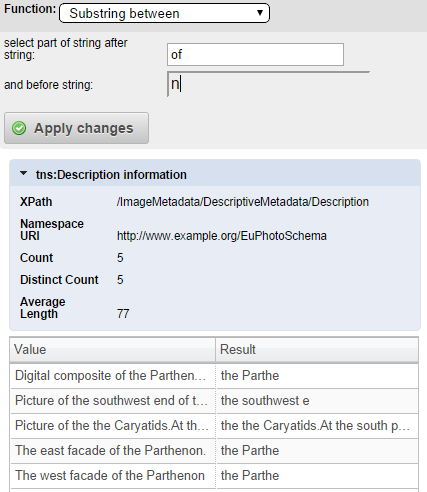 Function: Substring between
select part of string after
string: of
and before string: n
Apply changes
tns:Description information
XPath /ImageMetadata/DescriptiveMetadata/Description
Namespace
URI http://www.example.org/EuPhotoSchema
Count 5
Distinct Count 5
Average
Length 77
Value Result
Digital composite of the Parthen... the Parthe
Picture of the southwest end of t... the southwest e
Picture of the the Caryatids.At th... the the Caryatids.At the south p...
The east facade of the Parthenon. the Parthe
The west facade of the Parthenon the Parthe